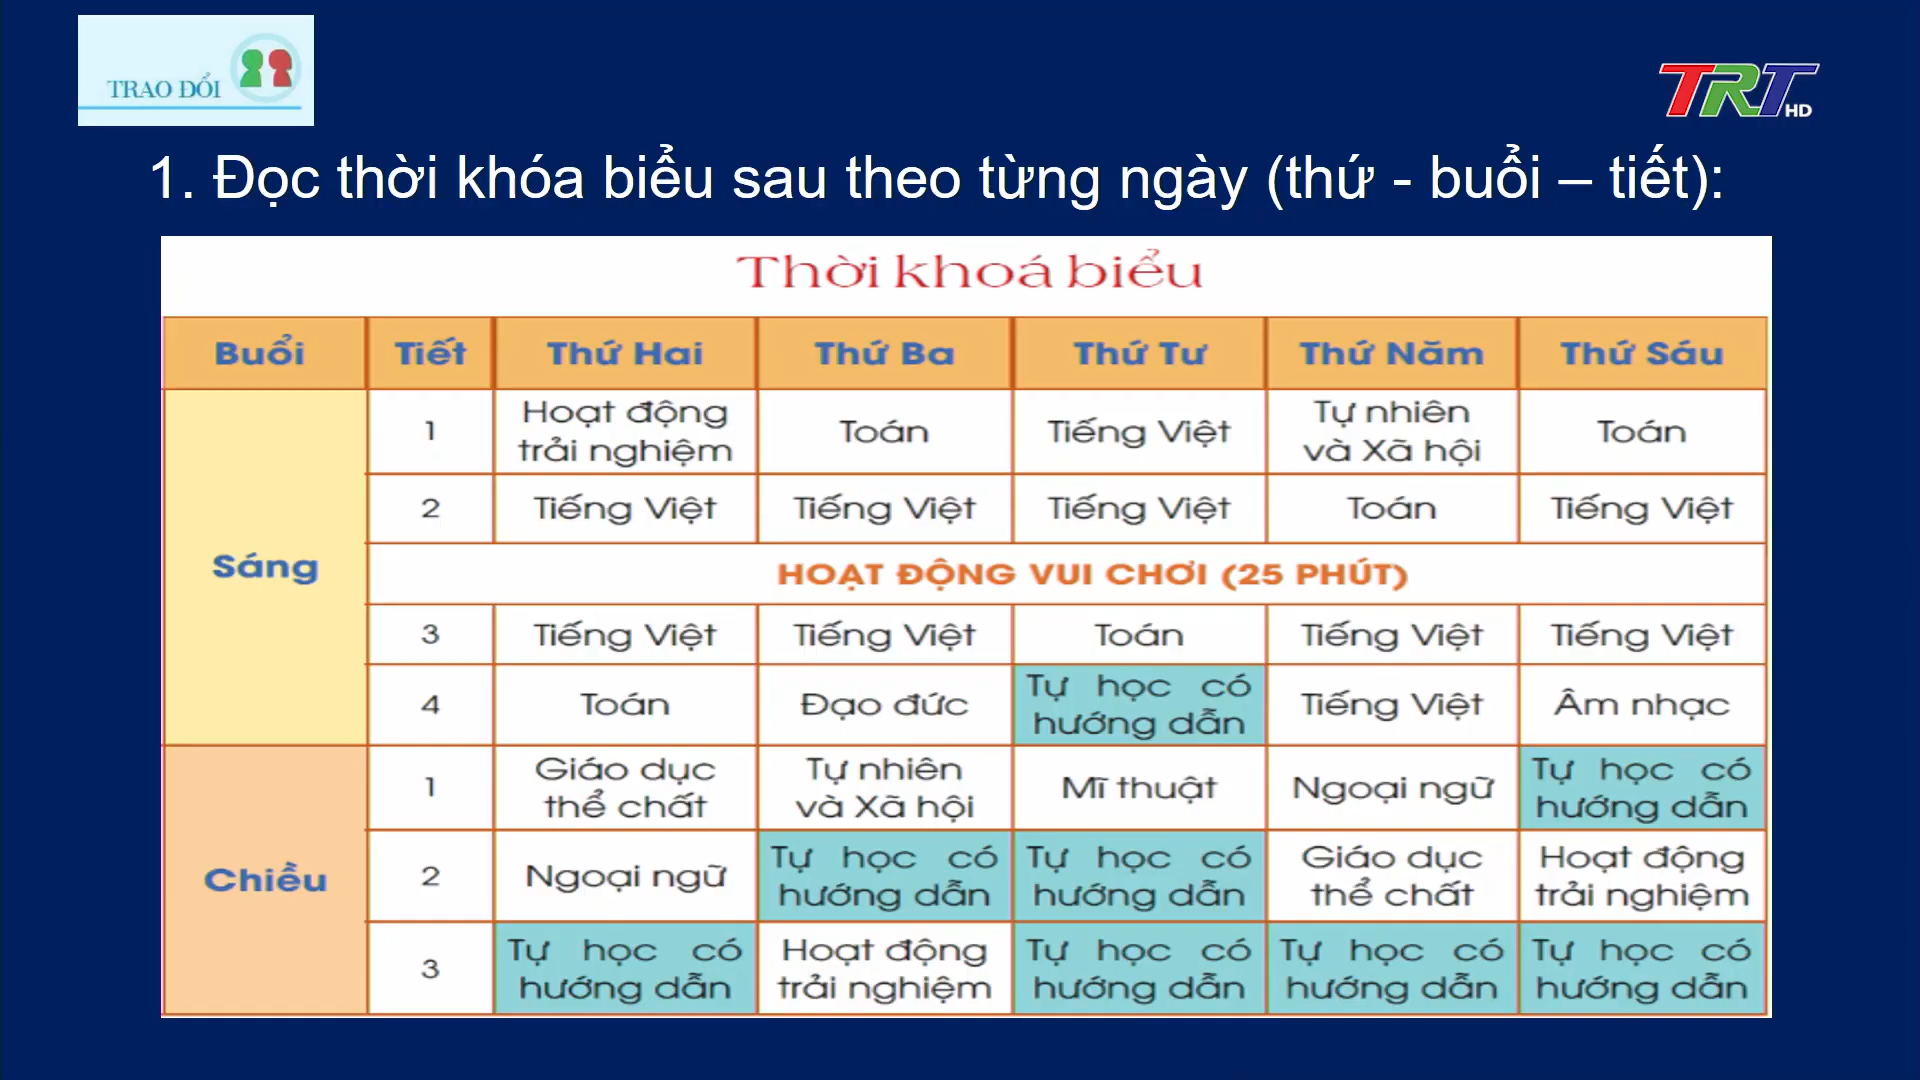 TRAO ĐỔI
TRT HD
1. Đọc thời khóa biểu sau theo từng ngày (thứ - buổi – tiết):
Thời khoá biểu
Buổi Tiết Thứ Hai Thứ Ba Thứ Tư Thứ Năm Thứ Sáu
Sáng
1
Hoạt động
trải nghiệm
Toán
Tiếng Việt
Tự nhiên
và Xã hội
Toán
2 Tiếng Việt Tiếng Việt Tiếng Việt Toán Tiếng Việt
HOẠT ĐỘNG VUI CHƠI (25 PHÚT)
3 Tiếng Việt Tiếng Việt Toán Tiếng Việt Tiếng Việt
4
Toán
Đạo đức
Tự học có
hướng dẫn
Tiếng Việt
Âm nhạc
Chiều
1
Giáo dục
thể chất
Tự nhiên
và Xã hội
Mĩ thuật
Ngoại ngữ
Tự học có
hướng dẫn
2
Ngoại ngữ
Tự học có
hướng dẫn
Tự học có
hướng dẫn
Giáo dục
thể chất
Hoạt động
trải nghiệm
3
Tự học có
hướng dẫn
Hoạt động
trải nghiệm
Tự học có
hướng dẫn
Tự học có
hướng dẫn
Tự học có
hướng dẫn